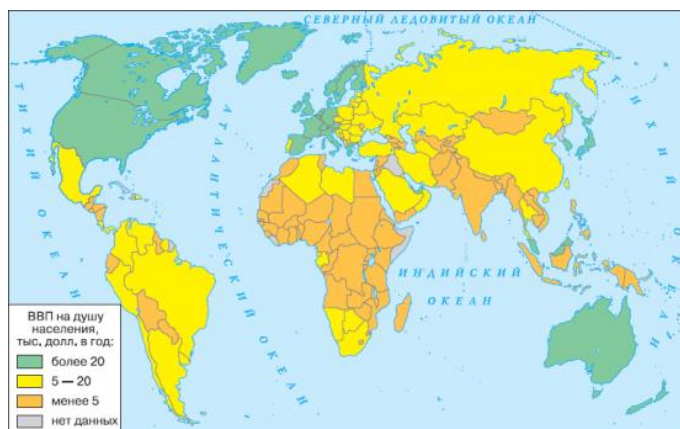 СЕВЕРНЫЙ ЛЕДОВИТЫЙ ОКЕАН
ТИХИЙ ОКЕАН
АТЛАНТИЧЕСКИЙ ОКЕАН
ИНДИЙСКИЙ
ОКЕАН
ТИХИЙ ОКЕАН
ВВП на душу
населения,
тыс. долл. в год:
более 20
5 — 20
менее 5
нет данных